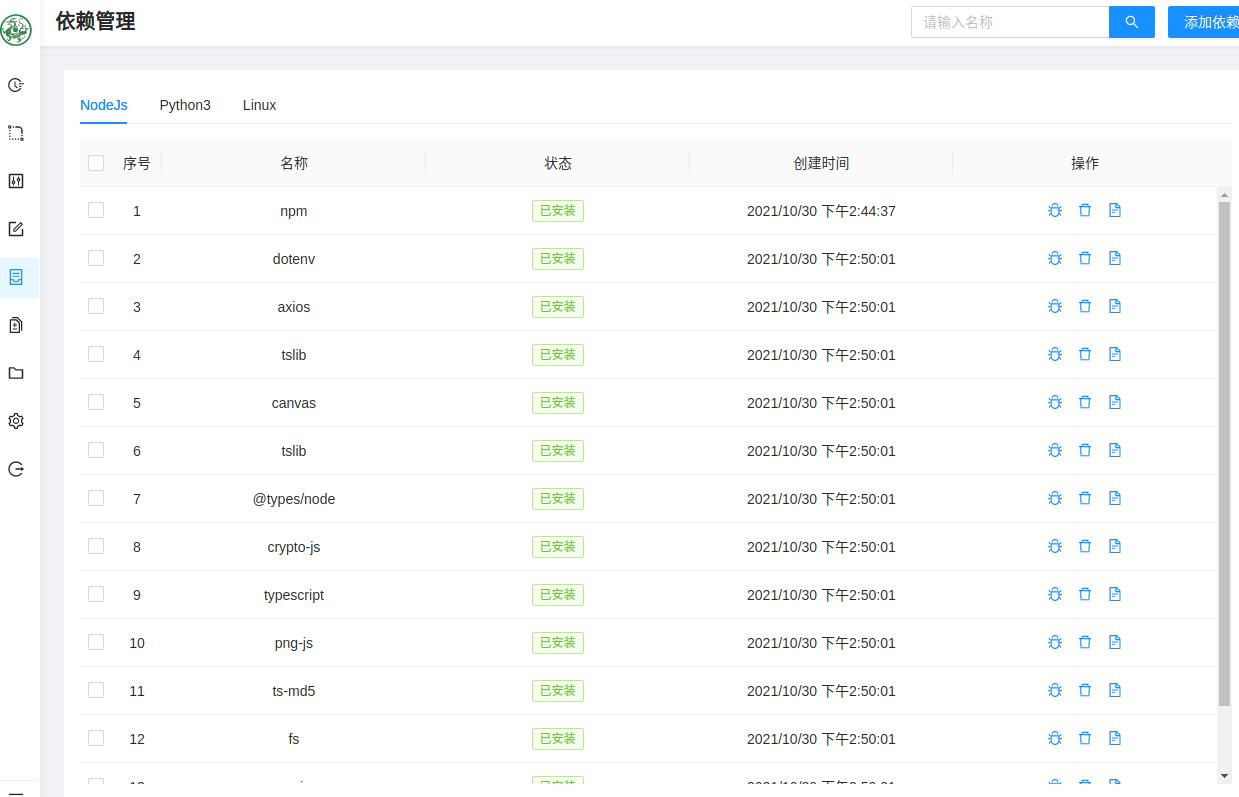 依赖管理
请输入名称
添加依赖
NodeJs Python3 Linux
序号 名称 状态 创建时间 操作
1 npm 已安装 2021/10/30 下午2:44:37
2 dotenv 已安装 2021/10/30 下午2:50:01
3 axios 已安装 2021/10/30 下午2:50:01
4 tslib 已安装 2021/10/30 下午2:50:01
5 canvas 已安装 2021/10/30 下午2:50:01
6 tslib 已安装 2021/10/30 下午2:50:01
7 @types/node 已安装 2021/10/30 下午2:50:01
8 crypto-js 已安装 2021/10/30 下午2:50:01
9 typescript 已安装 2021/10/30 下午2:50:01
10 png-js 已安装 2021/10/30 下午2:50:01
11 ts-md5 已安装 2021/10/30 下午2:50:01
12 fs 已安装 2021/10/30 下午2:50:01